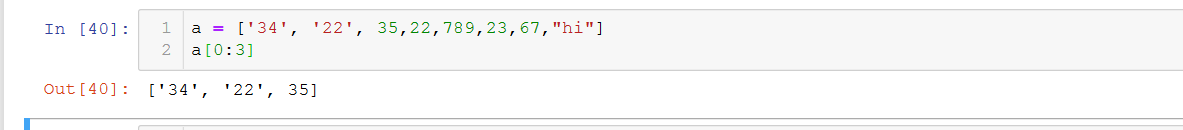 In [40]: 1 a = ['34', '22', 35,22,789,23,67,"hi"]
2 a[0:3]
Out[40]: ['34', '22', 35]